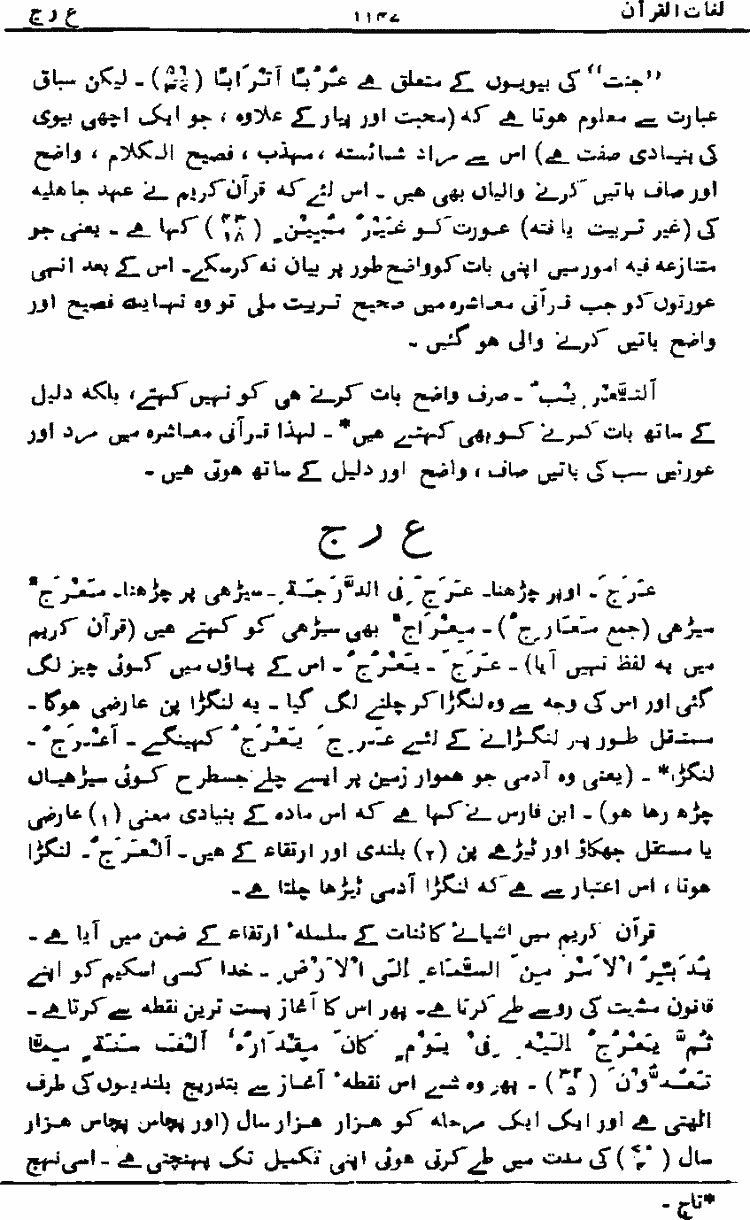 لغات القرآن ۱۱۴۷ ع ر ج
”جنت“ کی بیویوں کے متعلق ہے عُرُبًا اَتْرَابًا (۵۶/۳۷) ۔ لیکن سباق
عبارت سے معلوم ہوتا ہے کہ (محبت اور پیار کے علاوہ ، جو ایک اچھی بیوی
کی بنیادی صفت ہے) اس سے مراد شائستہ ، مہذب ، فصیح الکلام ، واضح
اور صاف باتیں کرنے والیاں بھی ہیں ۔ اس لئے کہ قرآن کریم نے عہد جاہلیہ
کی (غیر تربیت یافتہ) عورت کو غَیْرُ مُبِیْنٍ (۴۳/۱۸) کہا ہے ۔ یعنی جو
متنازعہ فیہ امور میں اپنی بات کو واضح طور پر بیان نہ کر سکے۔ اس کے بعد انہی
عورتوں کو جب قرآنی معاشرہ میں صحیح تربیت ملی تو وہ نہایت فصیح اور
واضح باتیں کرنے والی ہو گئیں ۔
اَلتَّعْرِیْبُ ۔ صرف واضح بات کرنے ہی کو نہیں کہتے، بلکہ دلیل
کے ساتھ بات کرنے کو بھی کہتے ہیں* ۔ لہذا قرآنی معاشرہ میں مرد اور
عورتیں سب کی باتیں صاف ، واضح اور دلیل کے ساتھ ہوتی ہیں ۔
ع ر ج
عَرَجَ ۔ اوپر چڑھنا۔ عَرَجَ فِی الدَّرَجَۃِ ۔ سیڑھی پر چڑھنا۔ مَعْرَجٌ
سیڑھی (جمع مَعَارِجُ) ۔ مِعْرَاجٌ بھی سیڑھی کو کہتے ہیں (قرآن کریم
میں یہ لفظ نہیں آیا) ۔ عَرَجَ ۔ یَعْرُجُ ۔ اس کے پاؤں میں کوئی چیز لگ
گئی اور اس کی وجہ سے وہ لنگڑا کر چلنے لگ گیا ۔ یہ لنگڑا پن عارضی ہوگا ۔
مستقل طور پر لنگڑانے کے لئے عَرِجَ یَعْرَجُ کہینگے ۔ اَعْرَجُ ۔
لنگڑا* ۔ (یعنی وہ آدمی جو ہموار زمین پر ایسے چلے جسطرح کوئی سیڑھیاں
چڑھ رہا ہو) ۔ ابن فارس نے کہا ہے کہ اس مادہ کے بنیادی معنی (۱) عارضی
یا مستقل جھکاؤ اور ٹیڑھے پن (۲) بلندی اور ارتقاء کے ہیں ۔ اَلْعَرَجُ ۔ لنگڑا
ہونا ، اس اعتبار سے ہے کہ لنگڑا آدمی ٹیڑھا چلتا ہے ۔
قرآن کریم میں اشیائے کائنات کے سلسلہٴ ارتقاء کے ضمن میں آیا ہے ۔
یُدَبِّرُ الْاَمْرَ مِنَ السَّمَاءِ اِلَی الْاَرْضِ ۔ خدا کسی اسکیم کو اپنے
قانون مشیت کی رو سے طے کرتا ہے۔ پھر اس کا آغاز پست ترین نقطہ سے کرتا ہے ۔
ثُمَّ یَعْرُجُ اِلَیْہِ فِیْ یَوْمٍ کَانَ مِقْدَارُہٗ اَلْفَ سَنَۃٍ مِمَّا
تَعُدُّوْنَ (۳۲/۵) ۔ پھر وہ شے اس نقطہٴ آغاز سے بتدریج بلندیوں کی طرف
اٹھتی ہے اور ایک ایک مرحلہ کو ہزار ہزار سال (اور پچاس پچاس ہزار
سال (۷۰/۴) کی مدت میں طے کرتی ہوئی اپنی تکمیل تک پہنچتی ہے ۔ اسی نہج
*تاج ۔